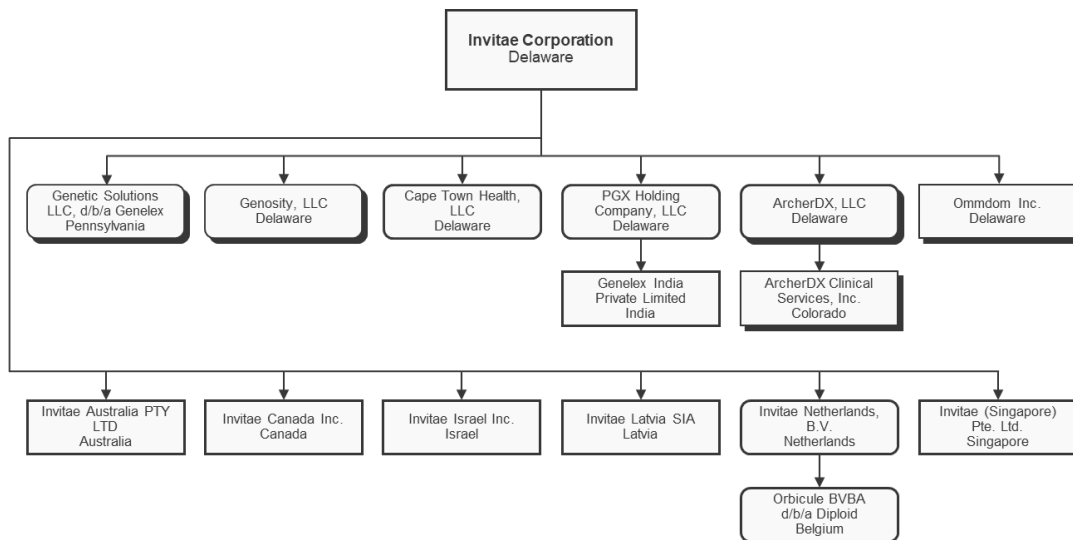 Invitae Corporation
Delaware
Genetic Solutions
LLC, d/b/a Genelex
Pennsylvania
Genosity, LLC
Delaware
Cape Town Health,
LLC
Delaware
PGX Holding
Company, LLC
Delaware
ArcherDX, LLC
Delaware
Ommdom Inc.
Delaware
Genelex India
Private Limited
India
ArcherDX Clinical
Services, Inc.
Colorado
Invitae Australia PTY
LTD
Australia
Invitae Canada Inc.
Canada
Invitae Israel Inc.
Israel
Invitae Latvia SIA
Latvia
Invitae Netherlands,
B.V.
Netherlands
Invitae (Singapore)
Pte. Ltd.
Singapore
Orbicule BVBA
d/b/a Diploid
Belgium